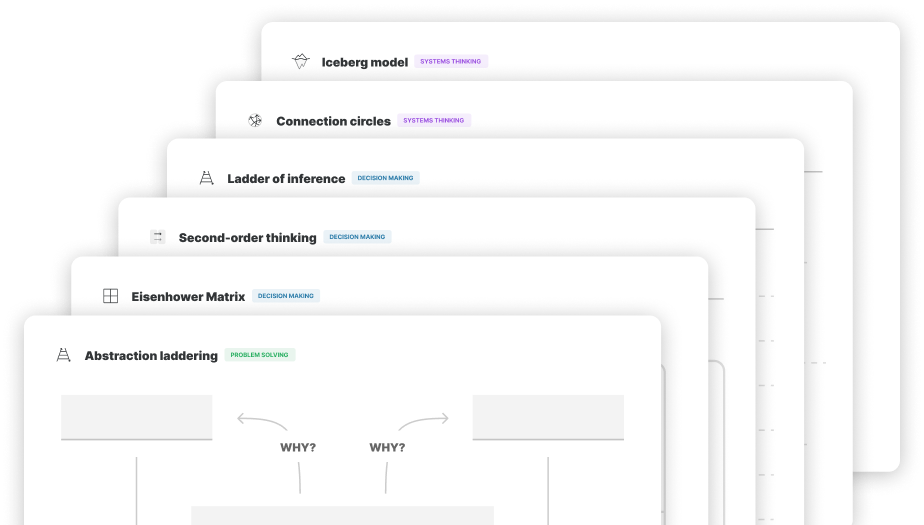 Iceberg model SYSTEMS THINKING
Connection circles SYSTEMS THINKING
Ladder of inference DECISION MAKING
Second-order thinking DECISION MAKING
Eisenhower Matrix DECISION MAKING
Abstraction laddering PROBLEM SOLVING
WHY? WHY?